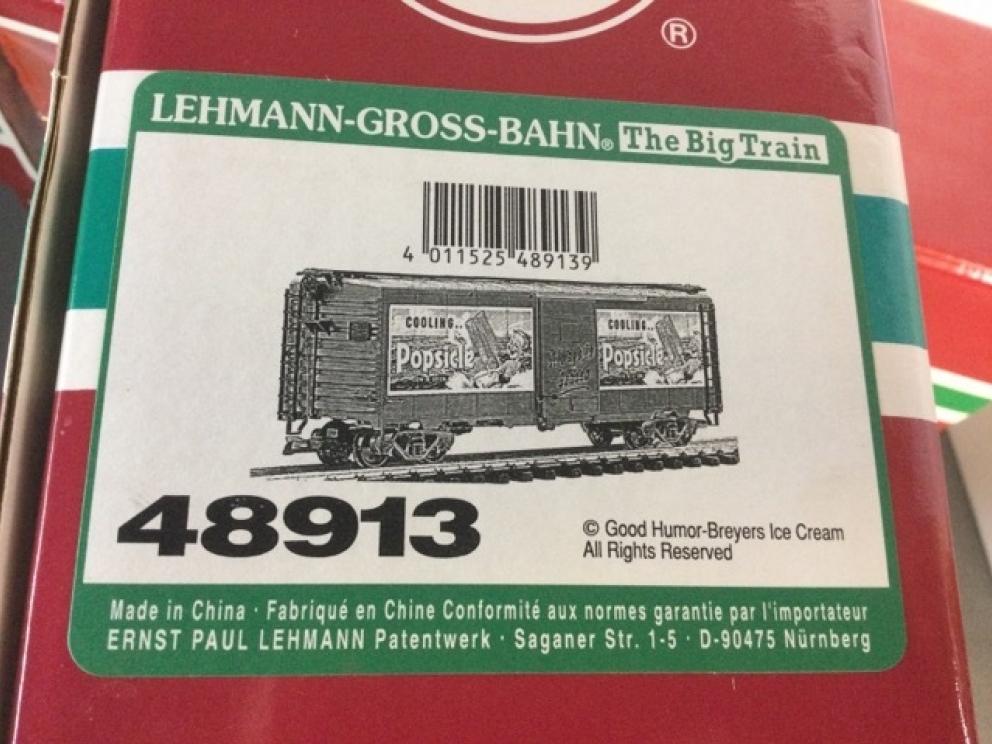 ®
LEHMANN-GROSS-BAHN® The Big Train
4 011525 489139
COOLING.. COOLING..
Popsicle Popsicle
48913
© Good Humor-Breyers Ice Cream
All Rights Reserved
Made in China · Fabriqué en Chine Conformité aux normes garantie par l'importateur
ERNST PAUL LEHMANN Patentwerk · Saganer Str. 1-5 · D-90475 Nürnberg